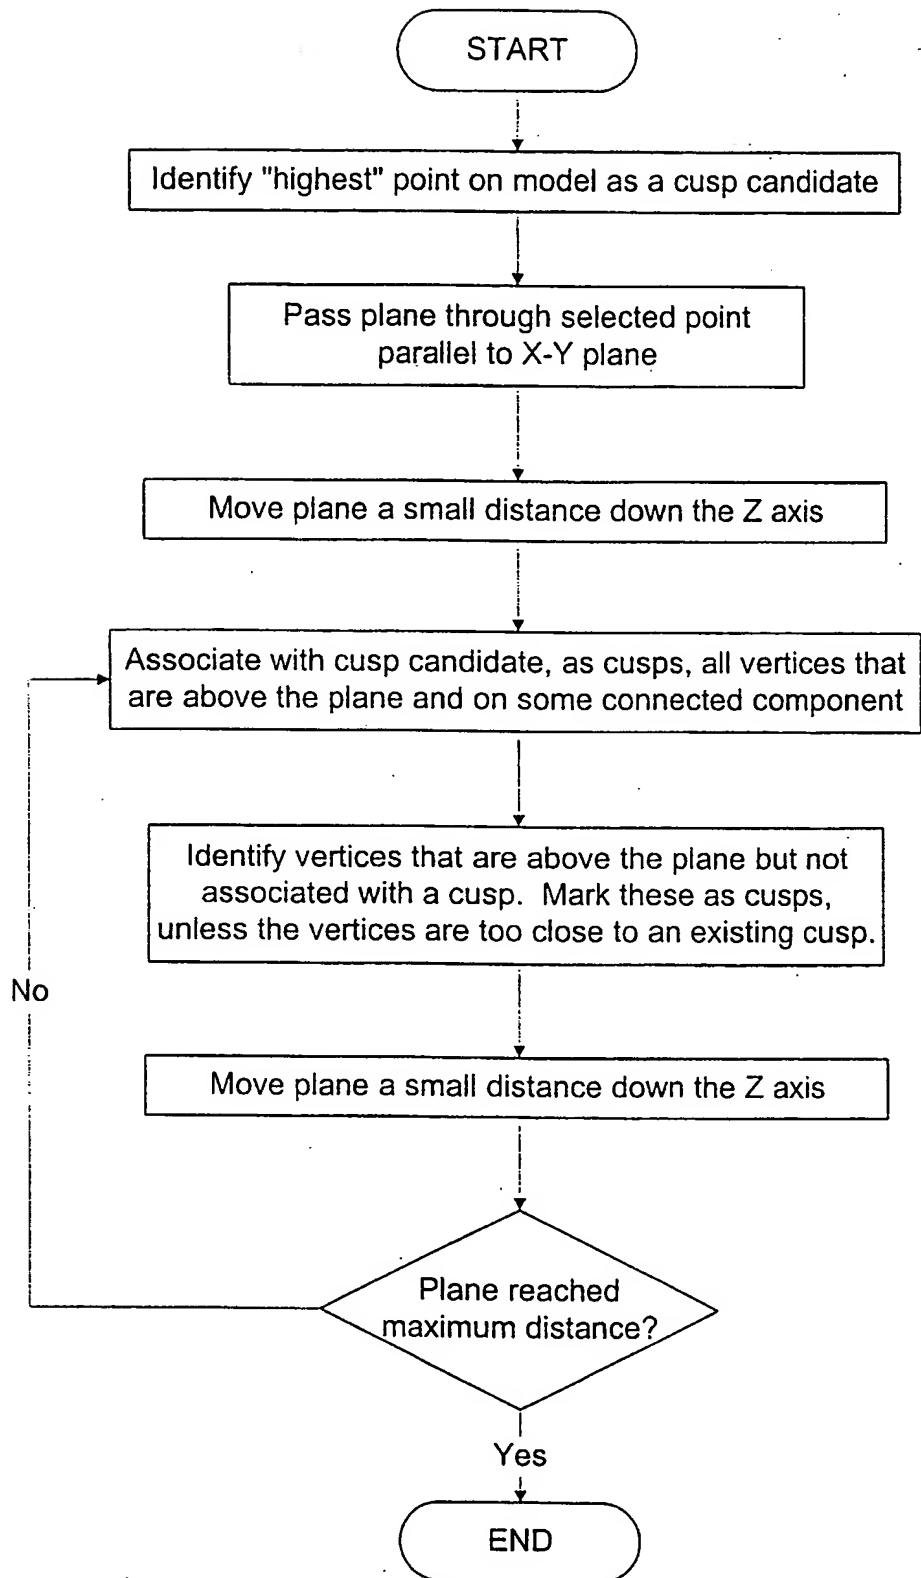 START
Identify "highest" point on model as a cusp candidate
Pass plane through selected point
parallel to X-Y plane
Move plane a small distance down the Z axis
Associate with cusp candidate, as cusps, all vertices that
are above the plane and on some connected component
Identify vertices that are above the plane but not
associated with a cusp. Mark these as cusps,
unless the vertices are too close to an existing cusp.
No
Move plane a small distance down the Z axis
Plane reached
maximum distance?
Yes
END